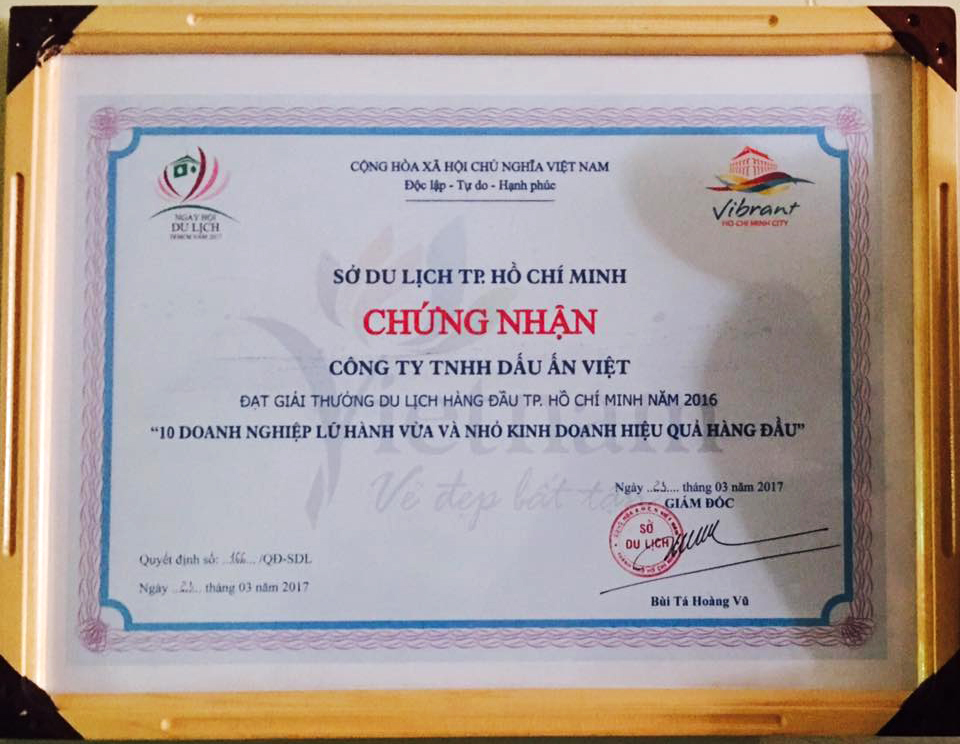 NGÀY HỘI
DU LỊCH
CỘNG HÒA XÃ HỘI CHỦ NGHĨA VIỆT NAM
Độc lập - Tự do - Hạnh phúc
Vibrant
HO CHI MINH CITY
SỞ DU LỊCH TP. HỒ CHÍ MINH
CHỨNG NHẬN
CÔNG TY TNHH DẤU ẤN VIỆT
ĐẠT GIẢI THƯỞNG DU LỊCH HÀNG ĐẦU TP. HỒ CHÍ MINH NĂM 2016
“10 DOANH NGHIỆP LỮ HÀNH VỪA VÀ NHỎ KINH DOANH HIỆU QUẢ HÀNG ĐẦU”
Vietnam
Vẻ đẹp bất tận
Ngày ..23.... tháng 03 năm 2017
GIÁM ĐỐC
SỞ
DU LỊCH
Bùi Tá Hoàng Vũ
Quyết định số: ..166.../QĐ-SDL
Ngày ..23... tháng 03 năm 2017